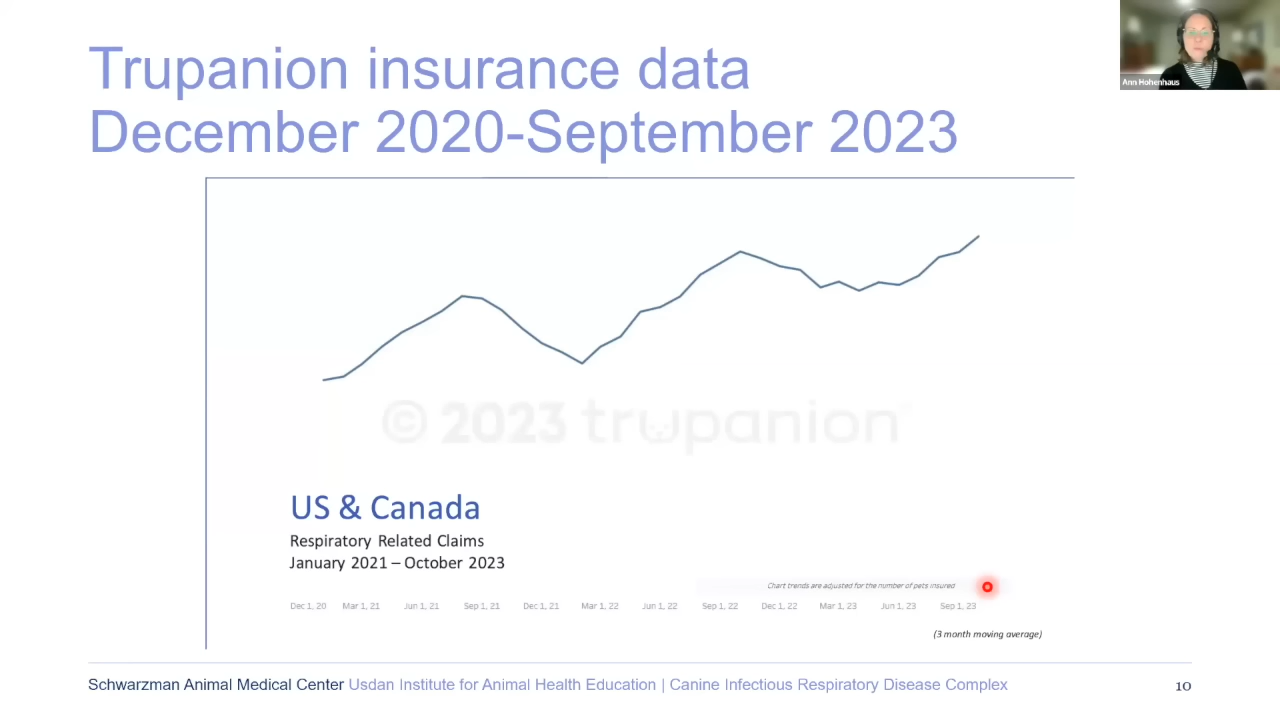 Trupanion insurance data
December 2020-September 2023
Ann Hohenhaus
© 2023 trupanion
US & Canada
Respiratory Related Claims
January 2021 – October 2023
Chart trends are adjusted for the number of pets insured
Dec 1, 20 Mar 1, 21 Jun 1, 21 Sep 1, 21 Dec 1, 21 Mar 1, 22 Jun 1, 22 Sep 1, 22 Dec 1, 22 Mar 1, 23 Jun 1, 23 Sep 1, 23
(3 month moving average)
Schwarzman Animal Medical Center Usdan Institute for Animal Health Education | Canine Infectious Respiratory Disease Complex
10